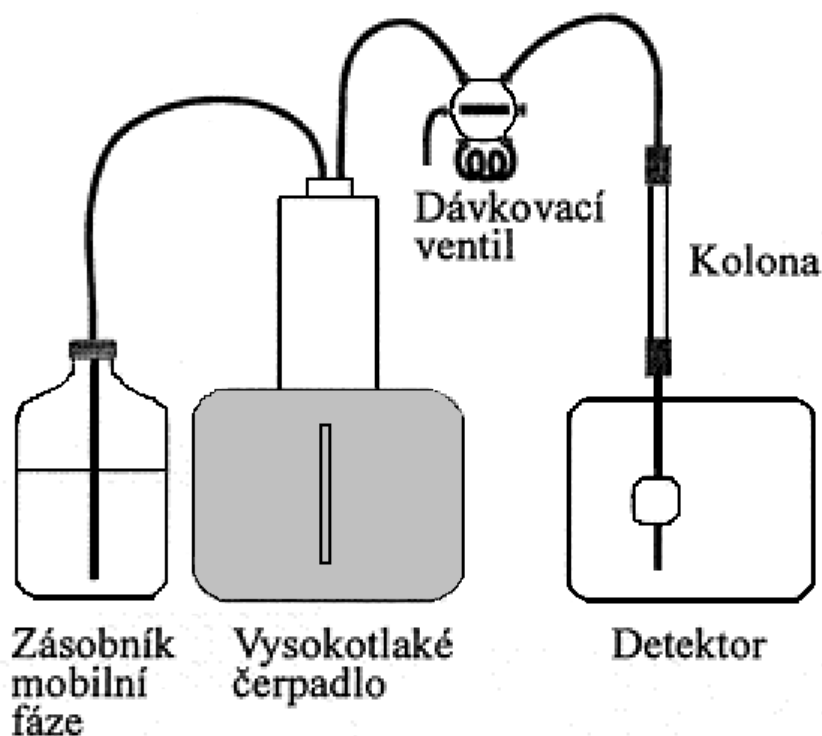 Dávkovací
ventil
Kolona
Zásobník
mobilní
fáze
Vysokotlaké
čerpadlo
Detektor